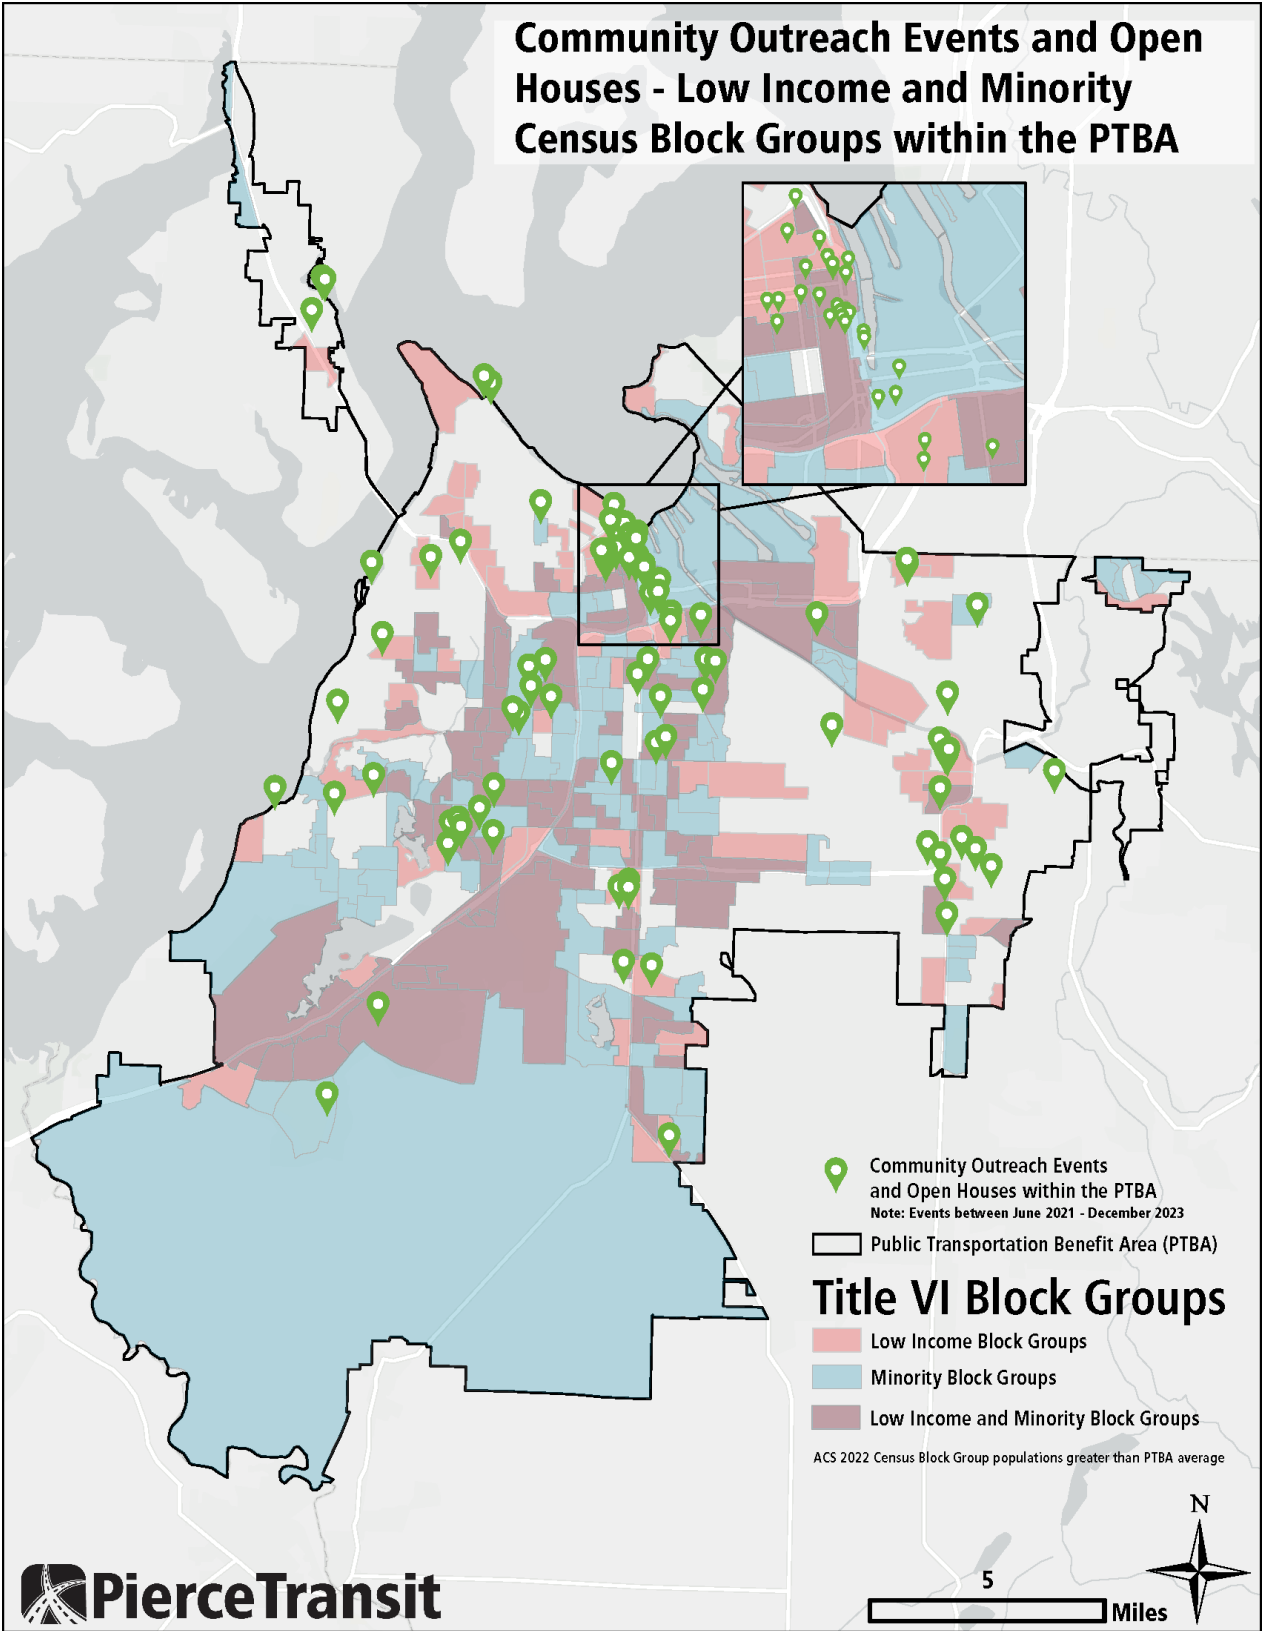 Community Outreach Events and Open
Houses - Low Income and Minority
Census Block Groups within the PTBA
Community Outreach Events
and Open Houses within the PTBA
Note: Events between June 2021 - December 2023
Public Transportation Benefit Area (PTBA)
Title VI Block Groups
Low Income Block Groups
Minority Block Groups
Low Income and Minority Block Groups
ACS 2022 Census Block Group populations greater than PTBA average
N
5
Miles
PierceTransit